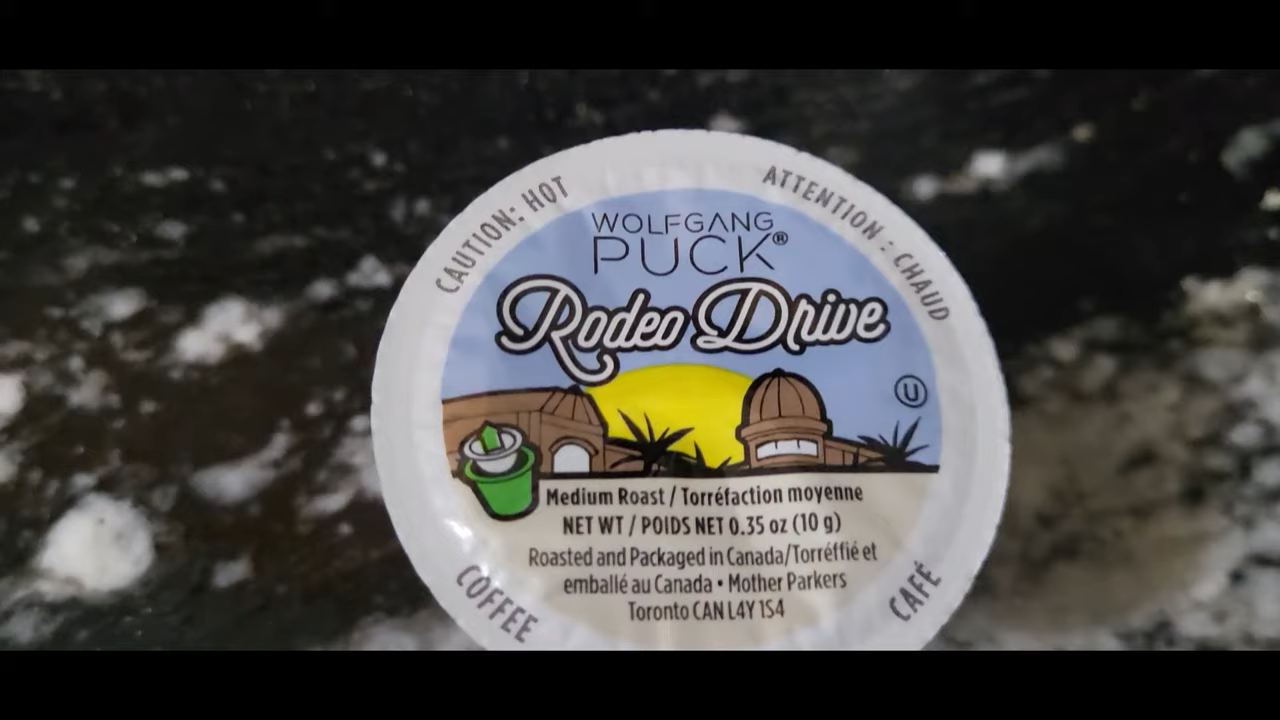 CAUTION: HOT
ATTENTION : CHAUD
WOLFGANG
PUCK®
Rodeo Drive
U
Medium Roast / Torréfaction moyenne
NET WT / POIDS NET 0.35 oz (10 g)
Roasted and Packaged in Canada/Torréffié et
emballé au Canada • Mother Parkers
Toronto CAN L4Y 1S4
COFFEE
CAFÉ